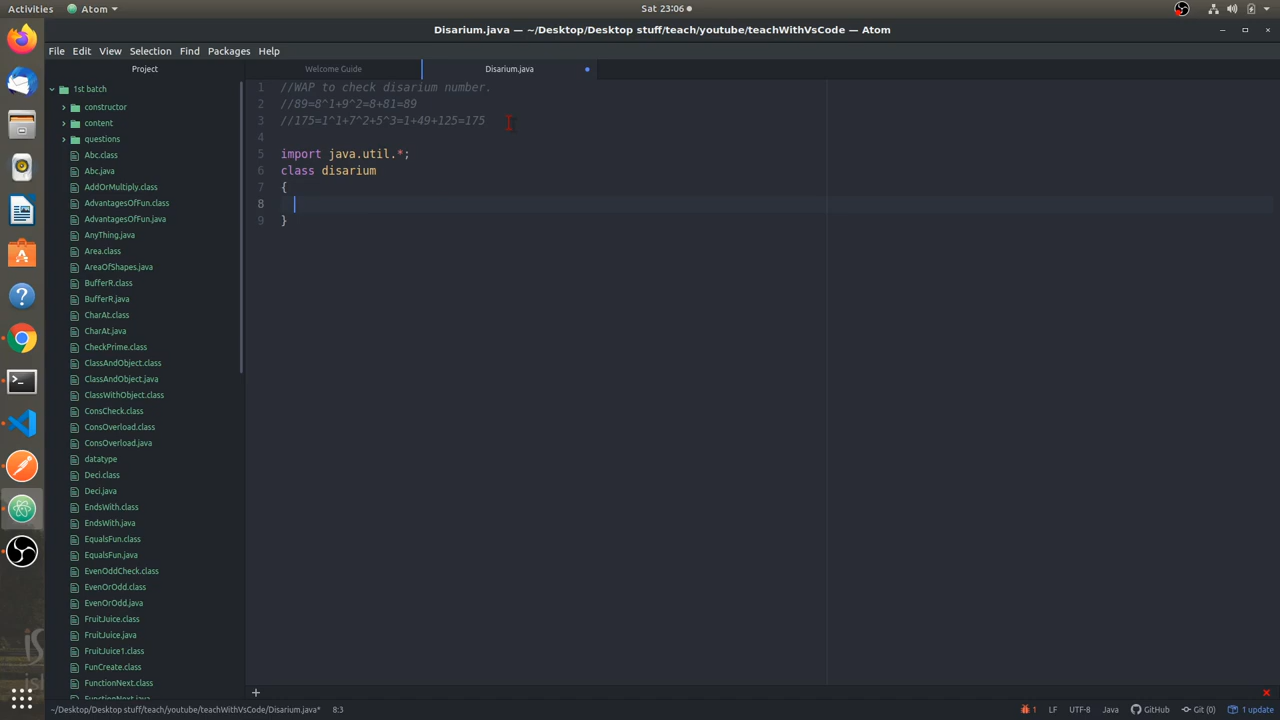 Activities
Atom
Sat 23:06
Disarium.java — ~/Desktop/Desktop stuff/teach/youtube/teachWithVsCode — Atom
File Edit View Selection Find Packages Help
Project
Welcome Guide
Disarium.java
1st batch
constructor
content
questions
Abc.class
Abc.java
AddOrMultiply.class
AdvantagesOfFun.class
AdvantagesOfFun.java
AnyThing.java
Area.class
AreaOfShapes.java
BufferR.class
BufferR.java
CharAt.class
CharAt.java
CheckPrime.class
ClassAndObject.class
ClassAndObject.java
ClassWithObject.class
ConsCheck.class
ConsOverload.class
ConsOverload.java
datatype
Deci.class
Deci.java
EndsWith.class
EndsWith.java
EqualsFun.class
EqualsFun.java
EvenOddCheck.class
EvenOrOdd.class
EvenOrOdd.java
FruitJuice.class
FruitJuice.java
FruitJuice1.class
FunCreate.class
FunctionNext.class
FunctionNext.java
1 //WAP to check disarium number.
2 //89=8^1+9^2=8+81=89
3 //175=1^1+7^2+5^3=1+49+125=175
4
5 import java.util.*;
6 class disarium
7 {
8
9 }
~/Desktop/Desktop stuff/teach/youtube/teachWithVsCode/Disarium.java* 8:3
1 LF UTF-8 Java GitHub Git (0) 1 update